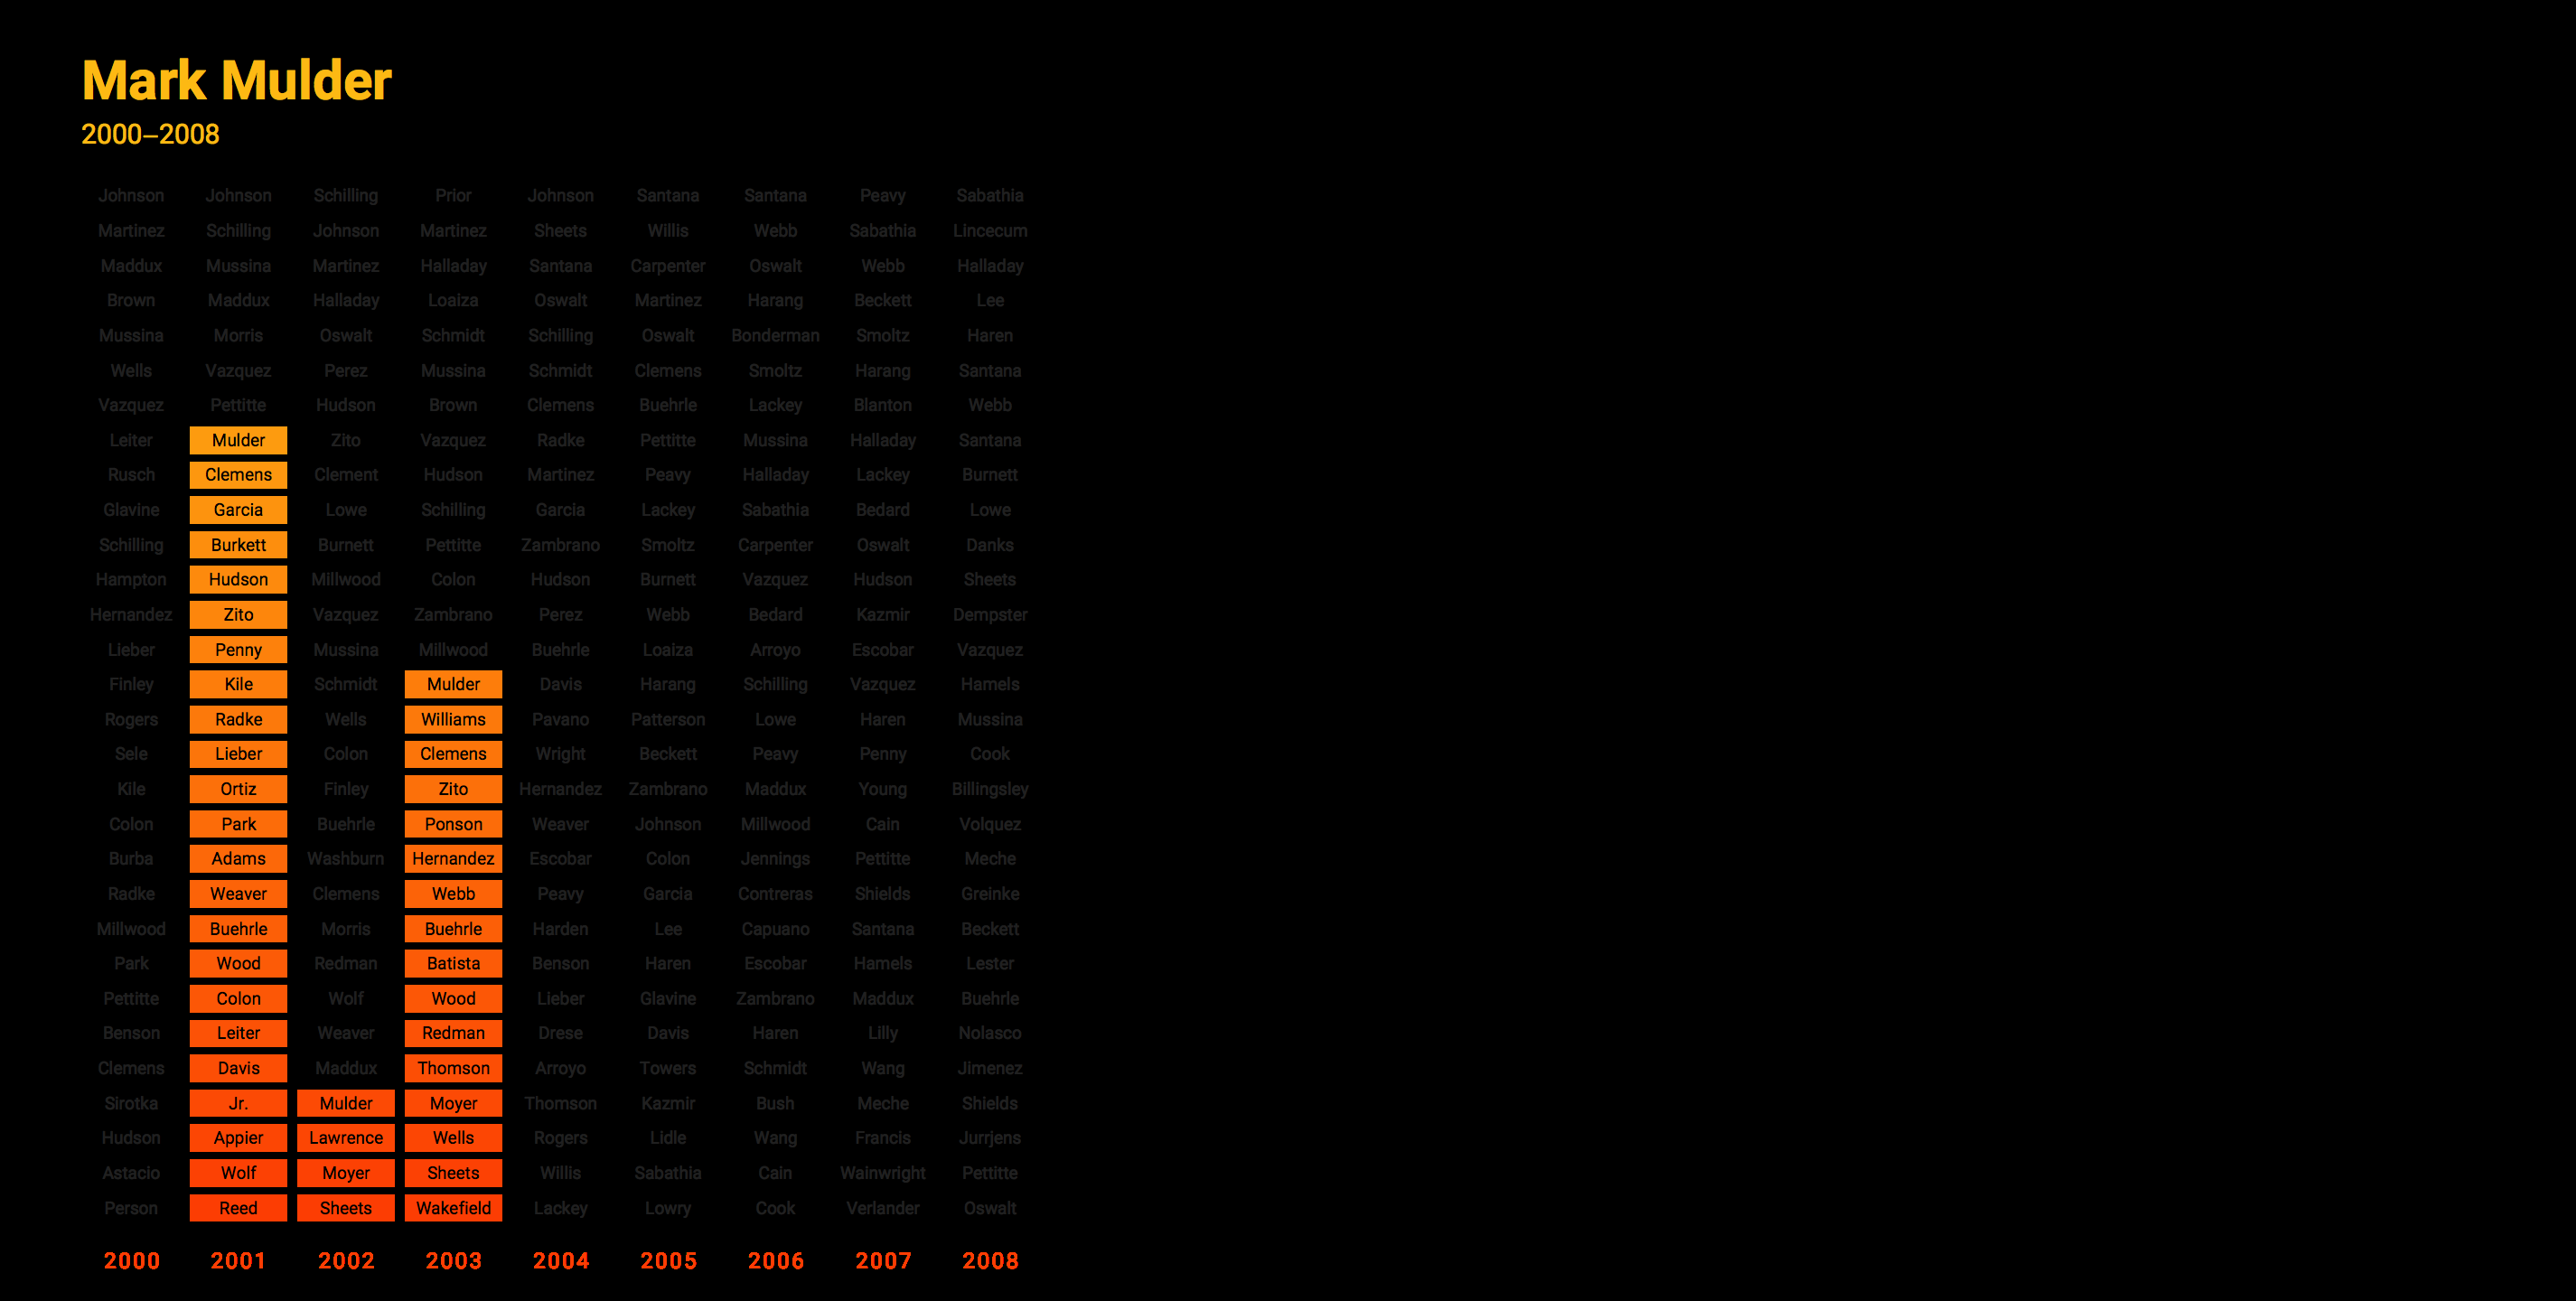 Mark Mulder
2000–2008
Johnson Johnson Schilling Prior Johnson Santana Santana Peavy Sabathia
Martinez Schilling Johnson Martinez Sheets Willis Webb Sabathia Lincecum
Maddux Mussina Martinez Halladay Santana Carpenter Oswalt Webb Halladay
Brown Maddux Halladay Loaiza Oswalt Martinez Harang Beckett Lee
Mussina Morris Oswalt Schmidt Schilling Oswalt Bonderman Smoltz Haren
Wells Vazquez Perez Mussina Schmidt Clemens Smoltz Harang Santana
Vazquez Pettitte Hudson Brown Clemens Buehrle Lackey Blanton Webb
Leiter Mulder Zito Vazquez Radke Pettitte Mussina Halladay Santana
Rusch Clemens Clement Hudson Martinez Peavy Halladay Lackey Burnett
Glavine Garcia Lowe Schilling Garcia Lackey Sabathia Bedard Lowe
Schilling Burkett Burnett Pettitte Zambrano Smoltz Carpenter Oswalt Danks
Hampton Hudson Millwood Colon Hudson Burnett Vazquez Hudson Sheets
Hernandez Zito Vazquez Zambrano Perez Webb Bedard Kazmir Dempster
Lieber Penny Mussina Millwood Buehrle Loaiza Arroyo Escobar Vazquez
Finley Kile Schmidt Mulder Davis Harang Schilling Vazquez Hamels
Rogers Radke Wells Williams Pavano Patterson Lowe Haren Mussina
Sele Lieber Colon Clemens Wright Beckett Peavy Penny Cook
Kile Ortiz Finley Zito Hernandez Zambrano Maddux Young Billingsley
Colon Park Buehrle Ponson Weaver Johnson Millwood Cain Volquez
Burba Adams Washburn Hernandez Escobar Colon Jennings Pettitte Meche
Radke Weaver Clemens Webb Peavy Garcia Contreras Shields Greinke
Millwood Buehrle Morris Buehrle Harden Lee Capuano Santana Beckett
Park Wood Redman Batista Benson Haren Escobar Hamels Lester
Pettitte Colon Wolf Wood Lieber Glavine Zambrano Maddux Buehrle
Benson Leiter Weaver Redman Drese Davis Haren Lilly Nolasco
Clemens Davis Maddux Thomson Arroyo Towers Schmidt Wang Jimenez
Sirotka Jr. Mulder Moyer Thomson Kazmir Bush Meche Shields
Hudson Appier Lawrence Wells Rogers Lidle Wang Francis Jurrjens
Astacio Wolf Moyer Sheets Willis Sabathia Cain Wainwright Pettitte
Person Reed Sheets Wakefield Lackey Lowry Cook Verlander Oswalt
2000 2001 2002 2003 2004 2005 2006 2007 2008